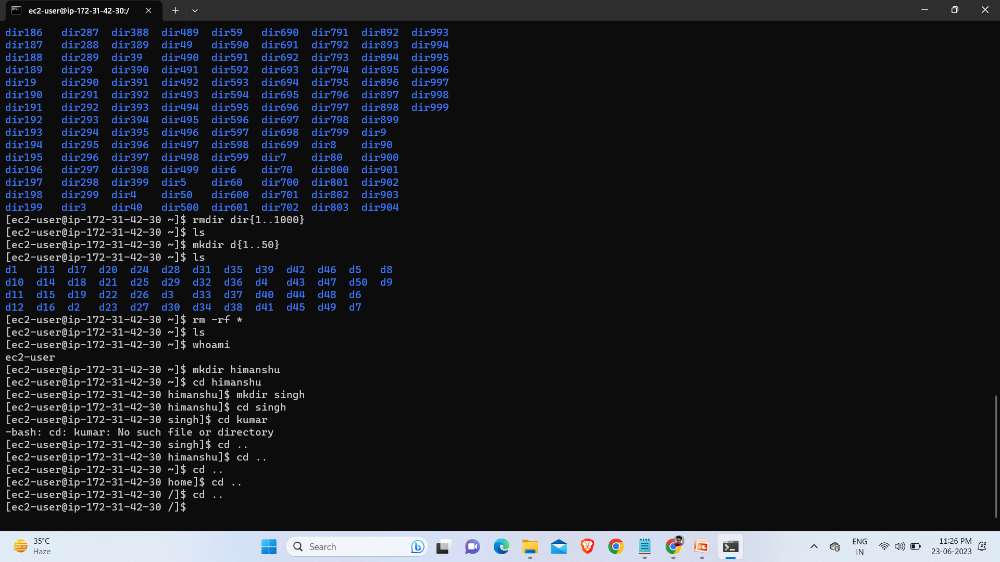 ec2-user@ip-172-31-42-30:/
dir186 dir287 dir388 dir489 dir59 dir690 dir791 dir892 dir993
dir187 dir288 dir389 dir49 dir590 dir691 dir792 dir893 dir994
dir188 dir289 dir39 dir490 dir591 dir692 dir793 dir894 dir995
dir189 dir29 dir390 dir491 dir592 dir693 dir794 dir895 dir996
dir19 dir290 dir391 dir492 dir593 dir694 dir795 dir896 dir997
dir190 dir291 dir392 dir493 dir594 dir695 dir796 dir897 dir998
dir191 dir292 dir393 dir494 dir595 dir696 dir797 dir898 dir999
dir192 dir293 dir394 dir495 dir596 dir697 dir798 dir899
dir193 dir294 dir395 dir496 dir597 dir698 dir799 dir9
dir194 dir295 dir396 dir497 dir598 dir699 dir8 dir90
dir195 dir296 dir397 dir498 dir599 dir7 dir80 dir900
dir196 dir297 dir398 dir499 dir6 dir70 dir800 dir901
dir197 dir298 dir399 dir5 dir60 dir700 dir801 dir902
dir198 dir299 dir4 dir50 dir600 dir701 dir802 dir903
dir199 dir3 dir40 dir500 dir601 dir702 dir803 dir904
[ec2-user@ip-172-31-42-30 ~]$ rmdir dir{1..1000}
[ec2-user@ip-172-31-42-30 ~]$ ls
[ec2-user@ip-172-31-42-30 ~]$ mkdir d{1..50}
[ec2-user@ip-172-31-42-30 ~]$ ls
d1 d13 d17 d20 d24 d28 d31 d35 d39 d42 d46 d5 d8
d10 d14 d18 d21 d25 d29 d32 d36 d4 d43 d47 d50 d9
d11 d15 d19 d22 d26 d3 d33 d37 d40 d44 d48 d6
d12 d16 d2 d23 d27 d30 d34 d38 d41 d45 d49 d7
[ec2-user@ip-172-31-42-30 ~]$ rm -rf *
[ec2-user@ip-172-31-42-30 ~]$ ls
[ec2-user@ip-172-31-42-30 ~]$ whoami
ec2-user
[ec2-user@ip-172-31-42-30 ~]$ mkdir himanshu
[ec2-user@ip-172-31-42-30 ~]$ cd himanshu
[ec2-user@ip-172-31-42-30 himanshu]$ mkdir singh
[ec2-user@ip-172-31-42-30 himanshu]$ cd singh
[ec2-user@ip-172-31-42-30 singh]$ cd kumar
-bash: cd: kumar: No such file or directory
[ec2-user@ip-172-31-42-30 singh]$ cd ..
[ec2-user@ip-172-31-42-30 himanshu]$ cd ..
[ec2-user@ip-172-31-42-30 ~]$ cd ..
[ec2-user@ip-172-31-42-30 home]$ cd ..
[ec2-user@ip-172-31-42-30 /]$ cd ..
[ec2-user@ip-172-31-42-30 /]$
35°C
Haze
Search
ENG
IN
11:26 PM
23-06-2023